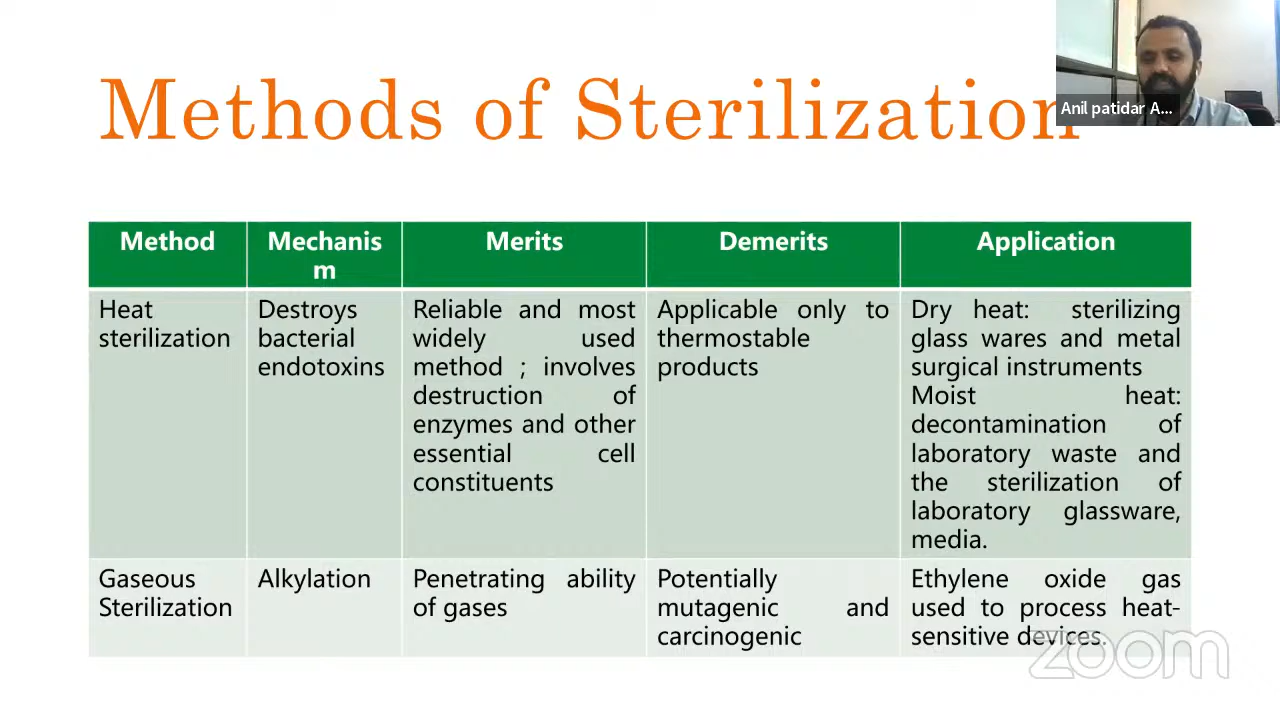 Methods of Sterilization
Anil patidar A...
Method
Mechanis
m
Merits
Demerits
Application
Heat
sterilization
Destroys
bacterial
endotoxins
Reliable and most
widely used
method ; involves
destruction of
enzymes and other
essential cell
constituents
Applicable only to
thermostable
products
Dry heat: sterilizing
glass wares and metal
surgical instruments
Moist heat:
decontamination of
laboratory waste and
the sterilization of
laboratory glassware,
media.
Gaseous
Sterilization
Alkylation
Penetrating ability
of gases
Potentially
mutagenic and
carcinogenic
Ethylene oxide gas
used to process heat-
sensitive devices.
zoom